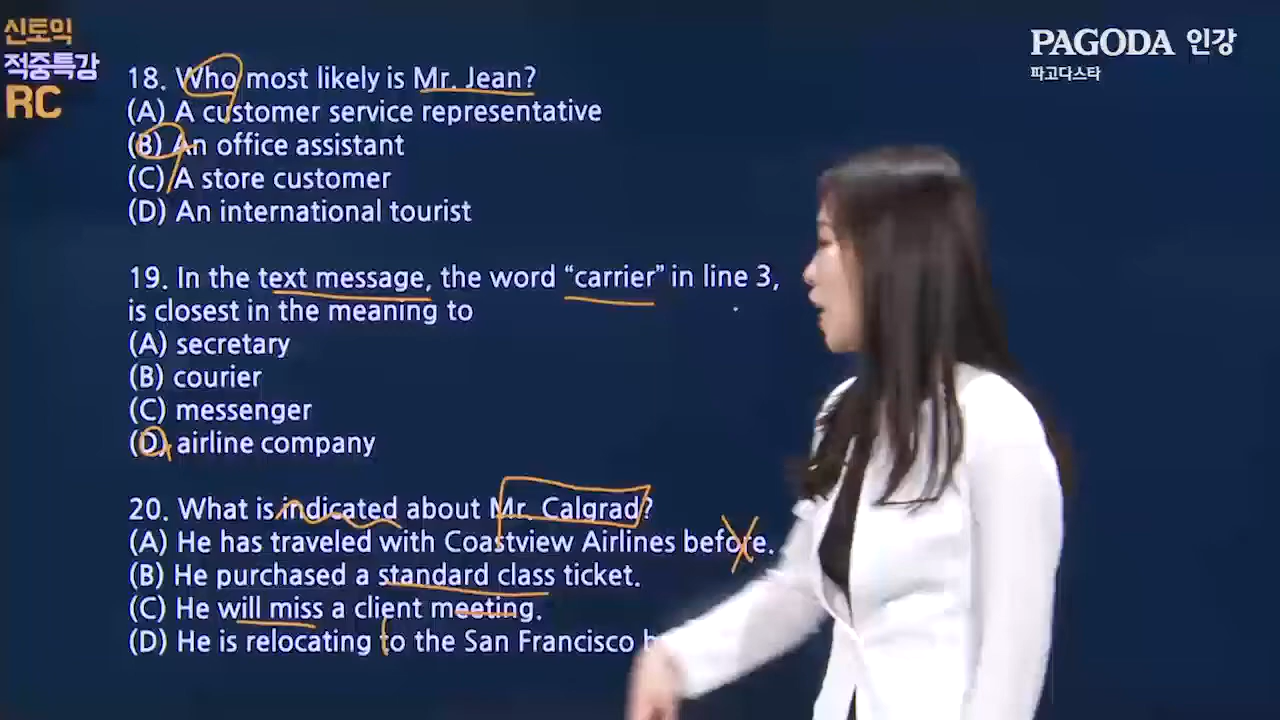 신토익
적중특강
RC
PAGODA 인강
파고다스타
18. Who most likely is Mr. Jean?
(A) A customer service representative
(B) An office assistant
(C) A store customer
(D) An international tourist
19. In the text message, the word “carrier” in line 3,
is closest in the meaning to
(A) secretary
(B) courier
(C) messenger
(D) airline company
20. What is indicated about Mr. Calgrad?
(A) He has traveled with Coastview Airlines before.
(B) He purchased a standard class ticket.
(C) He will miss a client meeting.
(D) He is relocating to the San Francisco